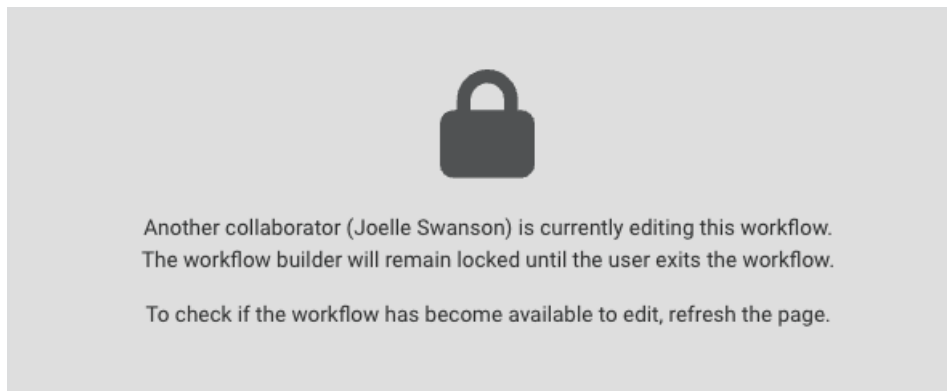 Another collaborator (Joelle Swanson) is currently editing this workflow.
The workflow builder will remain locked until the user exits the workflow.
To check if the workflow has become available to edit, refresh the page.